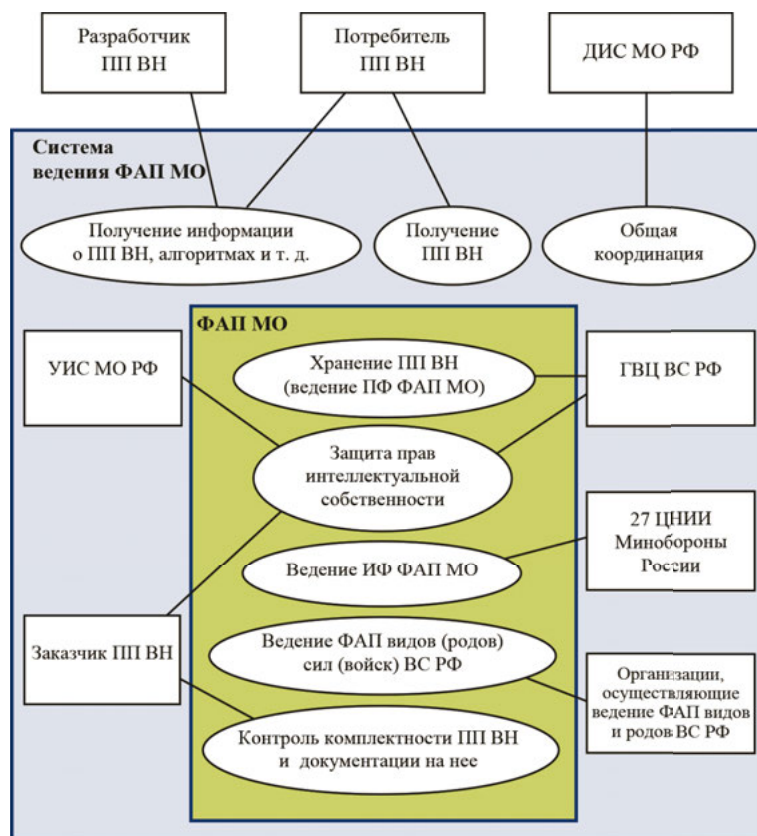 Разработчик
ПП ВН
Потребитель
ПП ВН
ДИС МО РФ
Система
ведения ФАП МО
Получение информации
о ПП ВН, алгоритмах и т. д.
Получение
ПП ВН
Общая
координация
ФАП МО
УИС МО РФ
Хранение ПП ВН
(ведение ПФ ФАП МО)
ГВЦ ВС РФ
Защита прав
интеллектуальной
собственности
27 ЦНИИ
Минобороны
России
Ведение ИФ ФАП МО
Заказчик ПП ВН
Ведение ФАП видов (родов)
сил (войск) ВС РФ
Организации,
осуществляющие
ведение ФАП видов
и родов ВС РФ
Контроль комплектности ПП ВН
и документации на нее